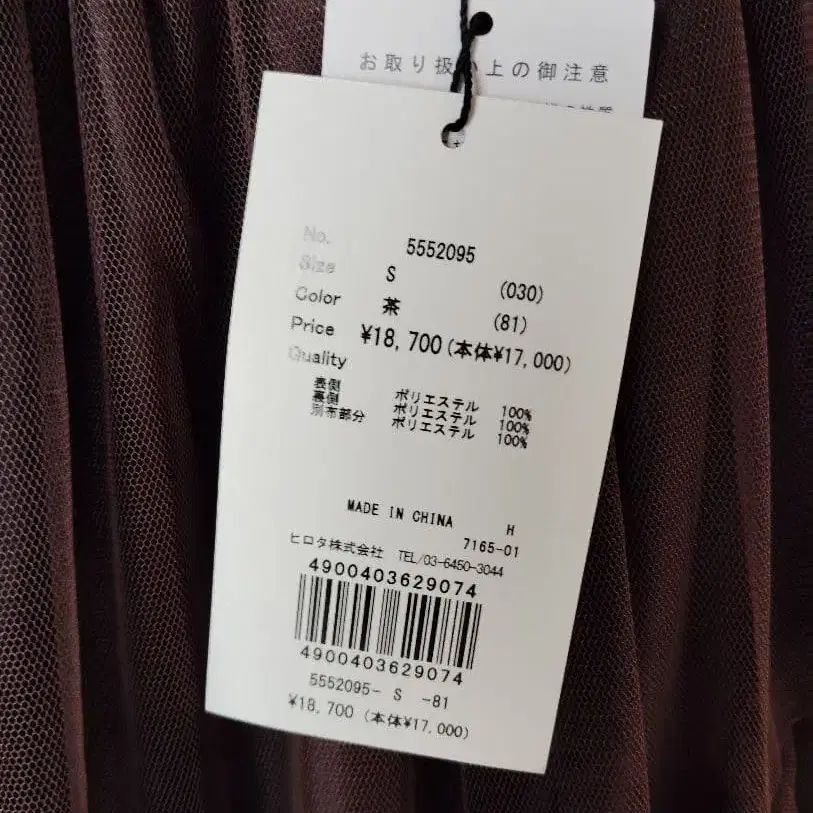 お取り扱い上の御注意
No. 5552095
Size S (030)
Color 茶 (81)
Price ¥18,700(本体¥17,000)
Quality
表側 ポリエステル 100%
裏側 ポリエステル 100%
別布部分 ポリエステル 100%
MADE IN CHINA H
7165-01
ヒロタ株式会社 TEL/03-6450-3044
4900403629074
4900403629074
5552095- S -81
¥18,700 (本体¥17,000)